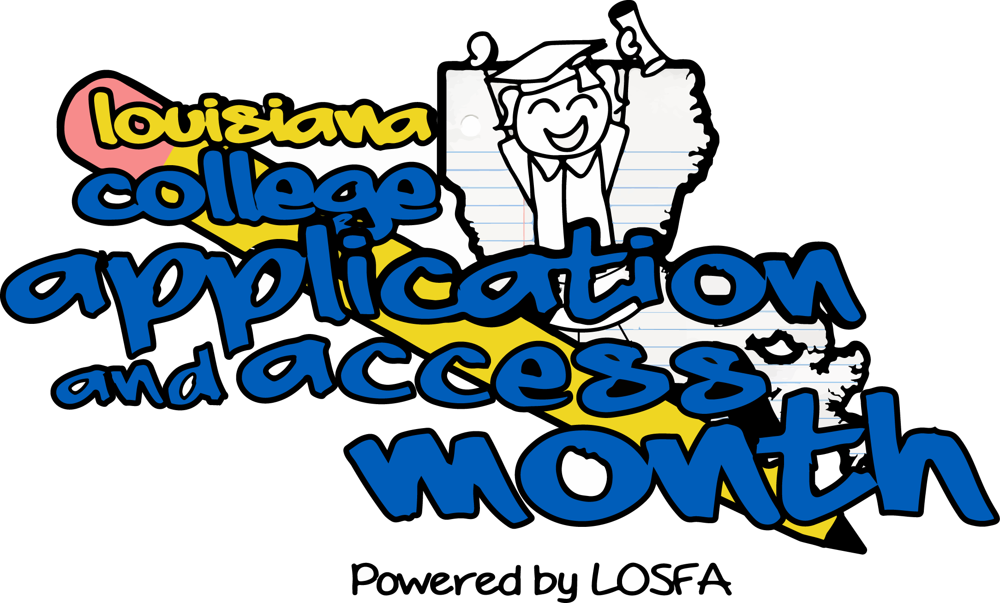 louisiana
college
application
and access
month
Powered by LOSFA